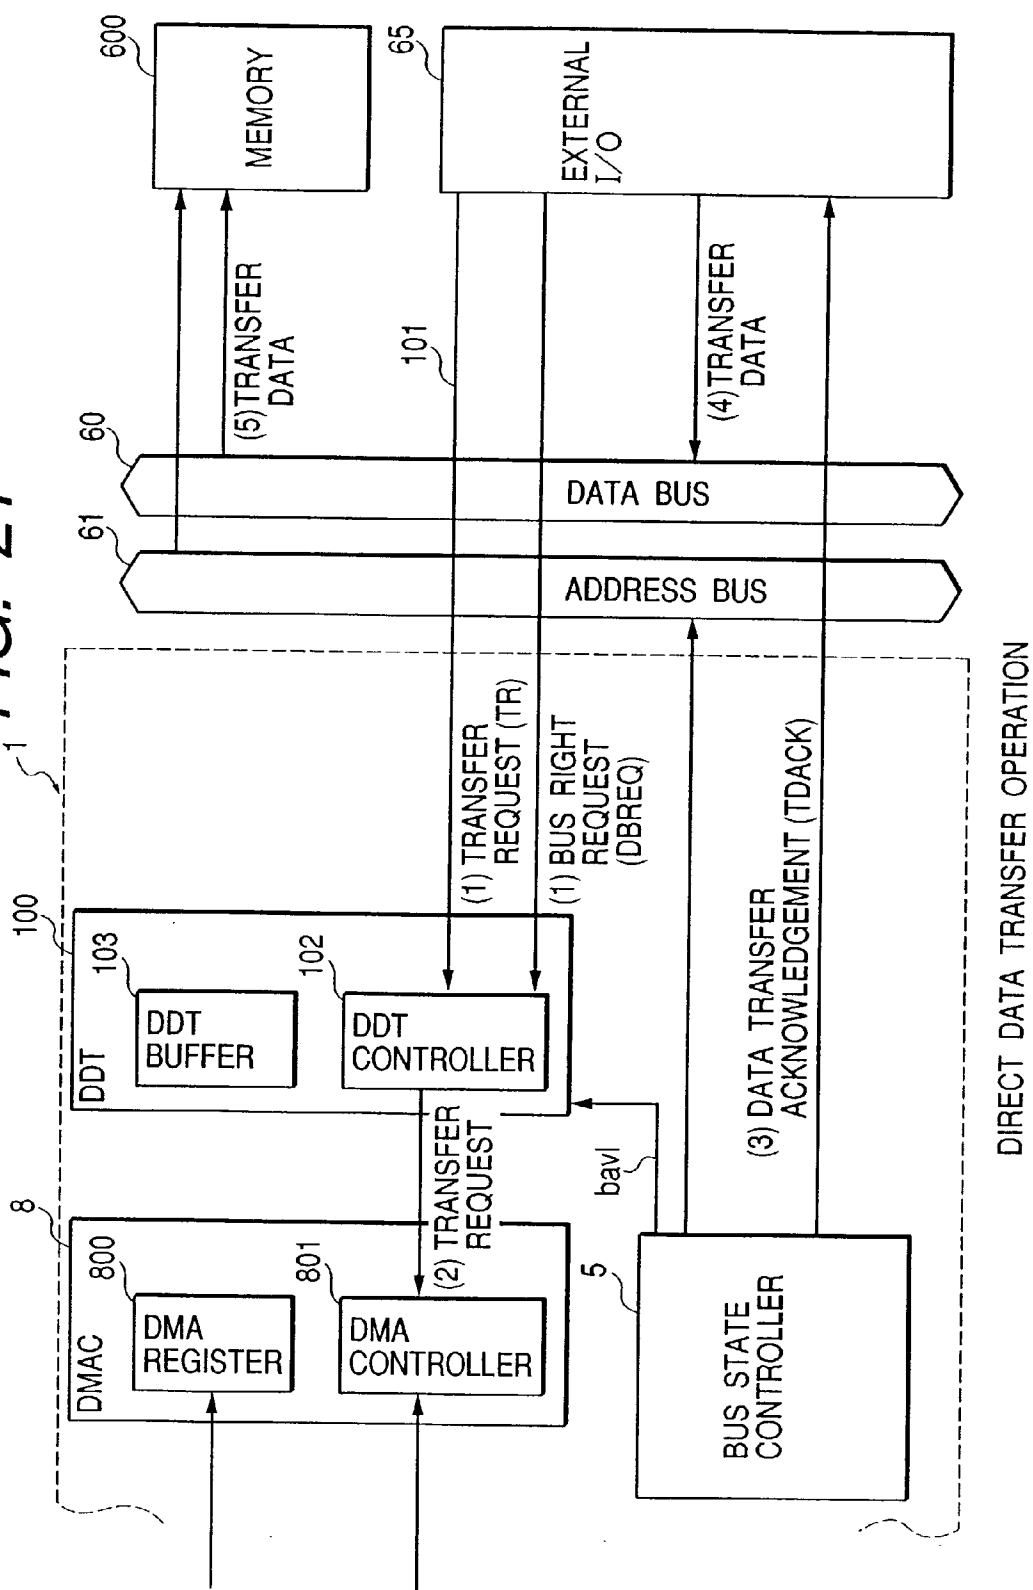 FIG. 21
1
8
DMAC
800
DMA
REGISTER
801
DMA
CONTROLLER
(2) TRANSFER
REQUEST
100
DDT
103
DDT
BUFFER
102
DDT
CONTROLLER
(1) TRANSFER
REQUEST (TR)
(1) BUS RIGHT
REQUEST
(DBREQ)
101
61
ADDRESS BUS
60
DATA BUS
(5) TRANSFER
DATA
600
MEMORY
65
EXTERNAL
I/O
(4) TRANSFER
DATA
5
BUS STATE
CONTROLLER
bavl
(3) DATA TRANSFER
ACKNOWLEDGEMENT (TDACK)
DIRECT DATA TRANSFER OPERATION